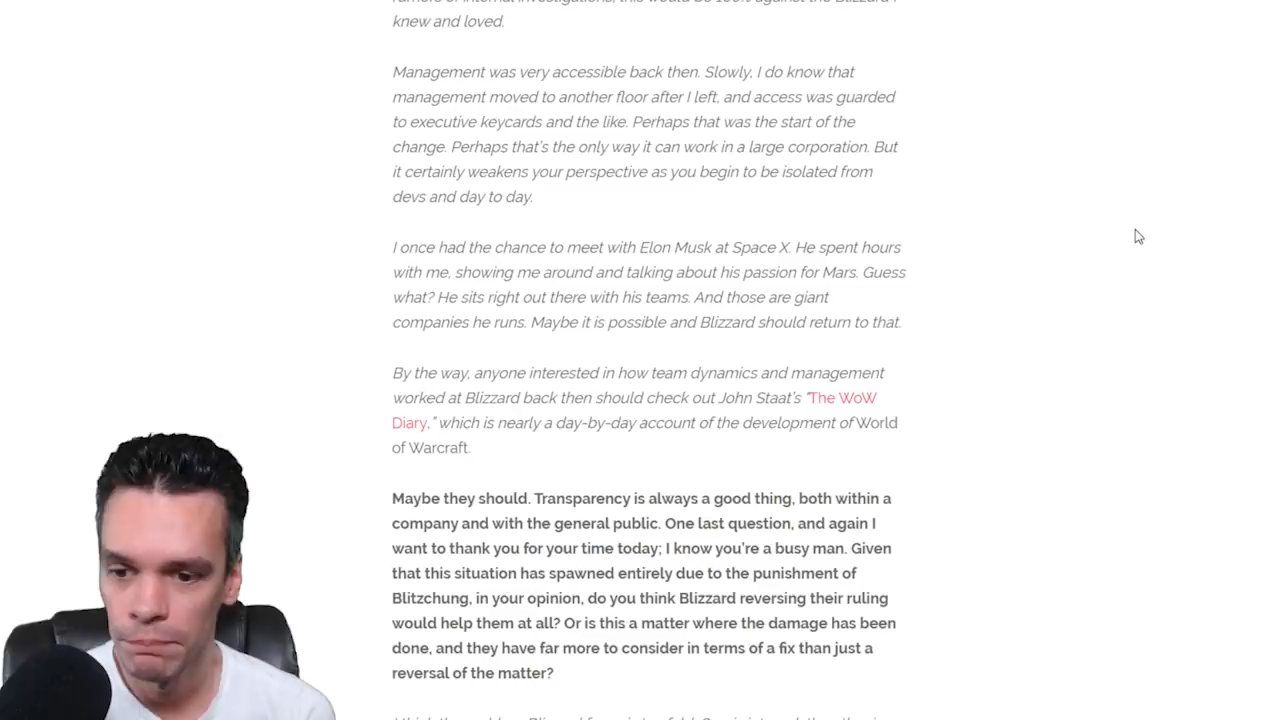 knew and loved.
Management was very accessible back then. Slowly, I do know that
management moved to another floor after I left, and access was guarded
to executive keycards and the like. Perhaps that was the start of the
change. Perhaps that's the only way it can work in a large corporation. But
it certainly weakens your perspective as you begin to be isolated from
devs and day to day.
I once had the chance to meet with Elon Musk at Space X. He spent hours
with me, showing me around and talking about his passion for Mars. Guess
what? He sits right out there with his teams. And those are giant
companies he runs. Maybe it is possible and Blizzard should return to that.
By the way, anyone interested in how team dynamics and management
worked at Blizzard back then should check out John Staat's "The WoW
Diary," which is nearly a day-by-day account of the development of World
of Warcraft.
Maybe they should. Transparency is always a good thing, both within a
company and with the general public. One last question, and again I
want to thank you for your time today; I know you're a busy man. Given
that this situation has spawned entirely due to the punishment of
Blitzchung, in your opinion, do you think Blizzard reversing their ruling
would help them at all? Or is this a matter where the damage has been
done, and they have far more to consider in terms of a fix than just a
reversal of the matter?